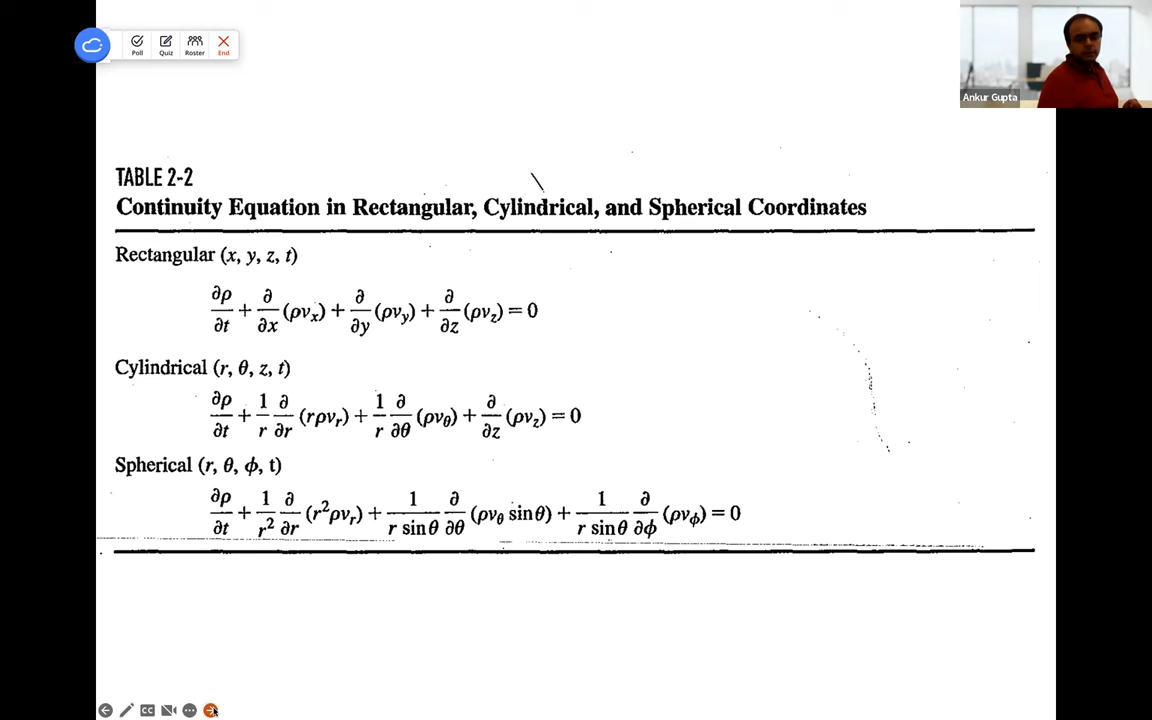 Poll Quiz Roster End
Ankur Gupta
TABLE 2-2
Continuity Equation in Rectangular, Cylindrical, and Spherical Coordinates
Rectangular (x, y, z, t)
∂ρ/∂t + ∂/∂x (ρv_x) + ∂/∂y (ρv_y) + ∂/∂z (ρv_z) = 0
Cylindrical (r, θ, z, t)
∂ρ/∂t + 1/r ∂/∂r (rρv_r) + 1/r ∂/∂θ (ρv_θ) + ∂/∂z (ρv_z) = 0
Spherical (r, θ, ϕ, t)
∂ρ/∂t + 1/r² ∂/∂r (r²ρv_r) + 1/(r sinθ) ∂/∂θ (ρv_θ sinθ) + 1/(r sinθ) ∂/∂ϕ (ρv_ϕ) = 0
CC